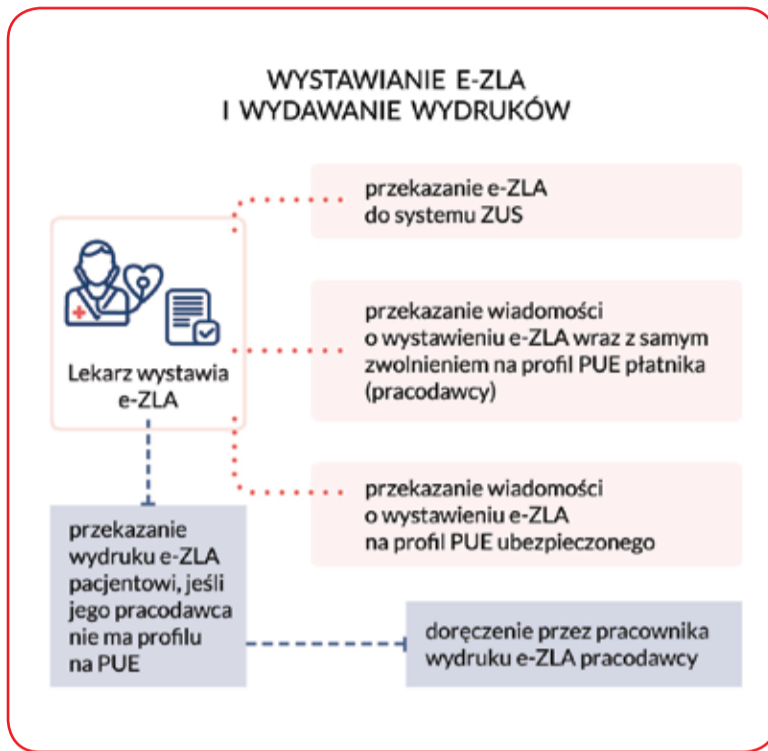 WYSTAWIANIE E-ZLA
I WYDAWANIE WYDRUKÓW
przekazanie e-ZLA
do systemu ZUS
Lekarz wystawia
e-ZLA
przekazanie wiadomości
o wystawieniu e-ZLA wraz z samym
zwolnieniem na profil PUE płatnika
(pracodawcy)
przekazanie wiadomości
o wystawieniu e-ZLA
na profil PUE ubezpieczonego
przekazanie
wydruku e-ZLA
pacjentowi, jeśli
jego pracodawca
nie ma profilu
na PUE
doręczenie przez pracownika
wydruku e-ZLA pracodawcy